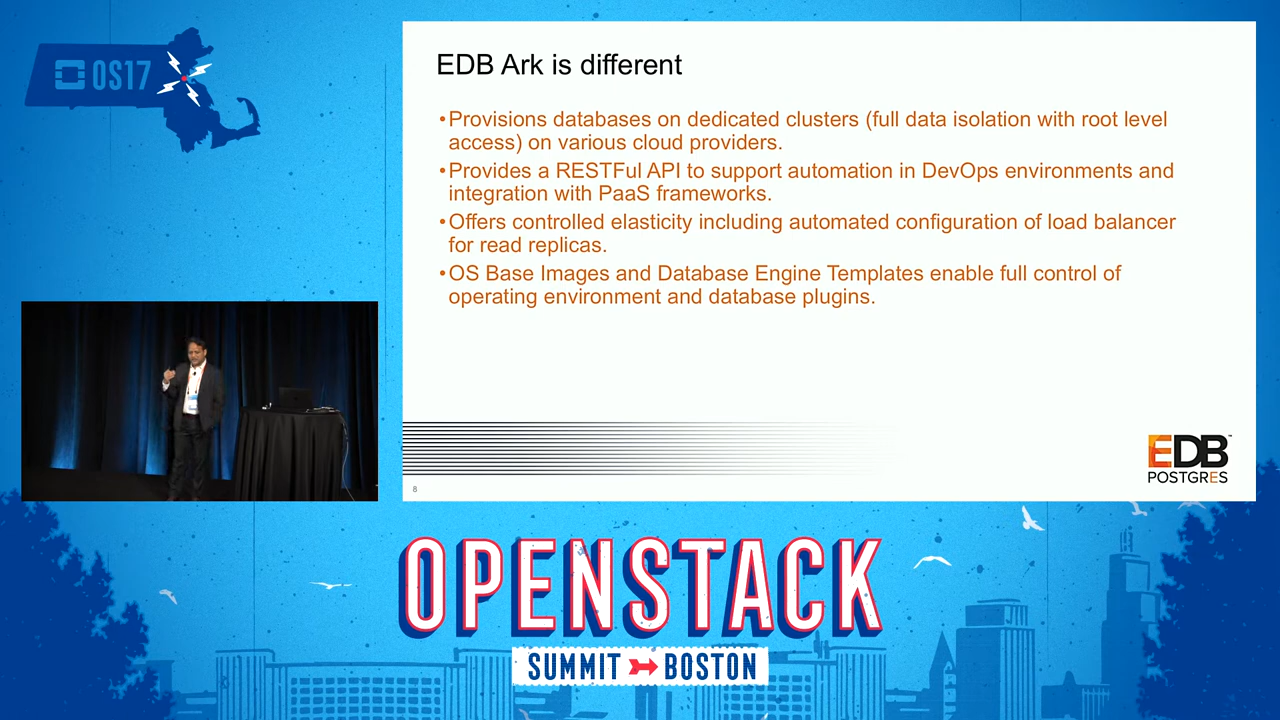 OS17
EDB Ark is different
•Provisions databases on dedicated clusters (full data isolation with root level
access) on various cloud providers.
•Provides a RESTFul API to support automation in DevOps environments and
integration with PaaS frameworks.
•Offers controlled elasticity including automated configuration of load balancer
for read replicas.
•OS Base Images and Database Engine Templates enable full control of
operating environment and database plugins.
EDB™
POSTGRES
8
OPENSTACK
SUMMIT BOSTON